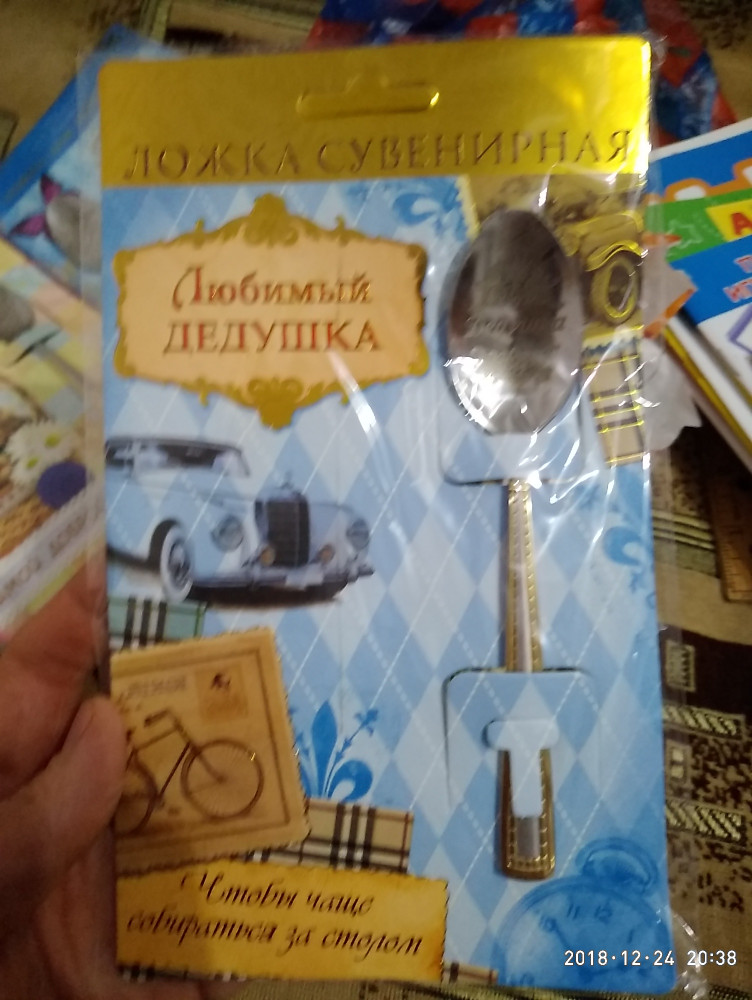 ЛОЖКА СУВЕНИРНАЯ
Любимый
ДЕДУШКА
Чтобы чаще
собираться за столом
2018·12·24 20:38